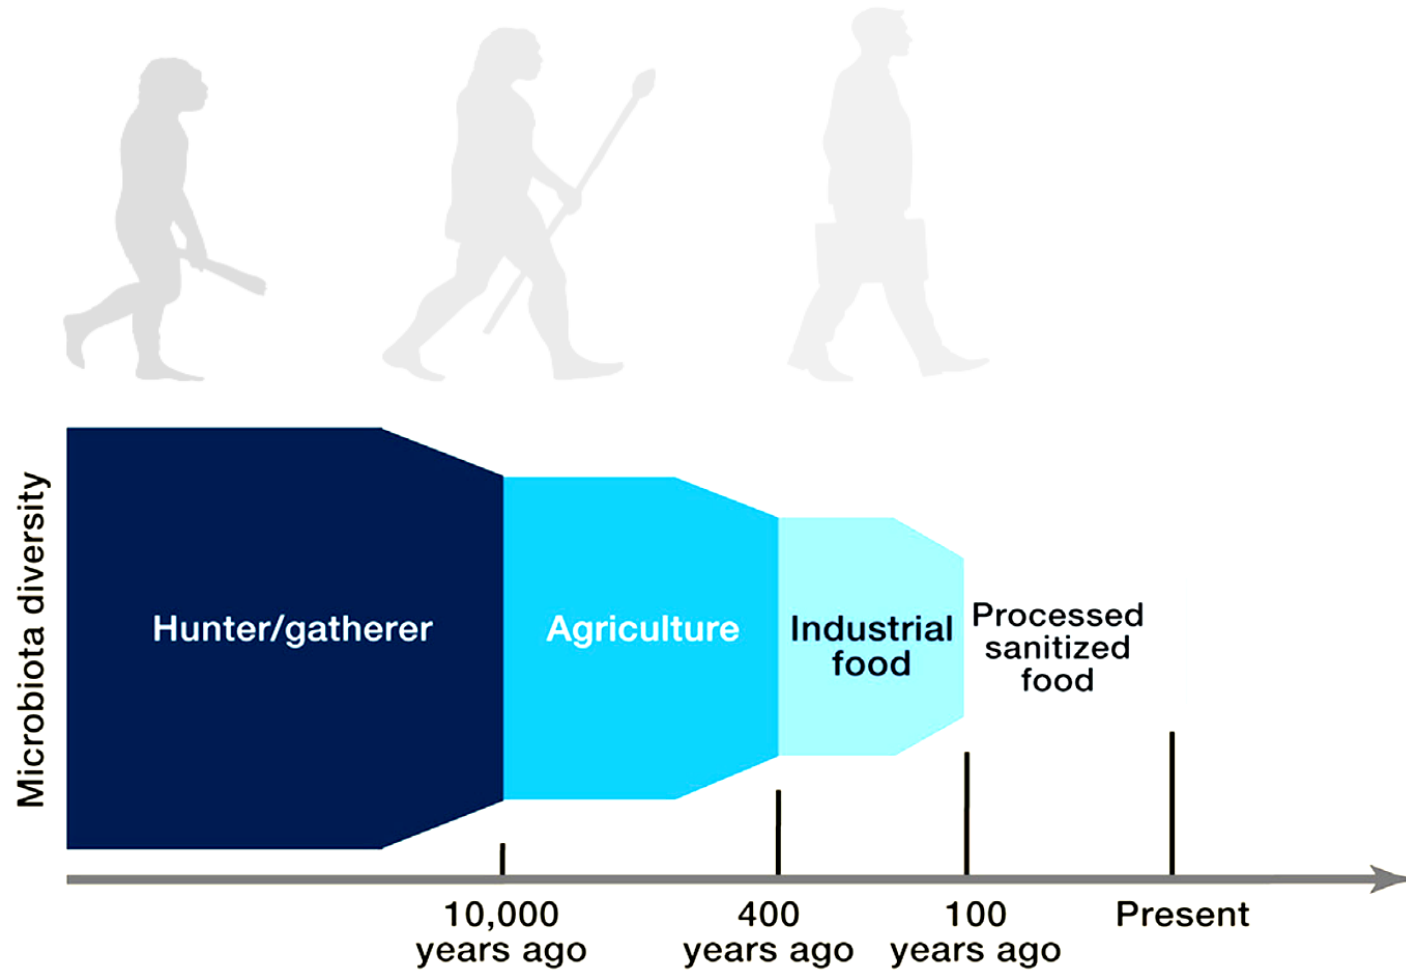 Microbiota diversity
Hunter/gatherer
Agriculture
Industrial
food
Processed
sanitized
food
10,000
years ago
400
years ago
100
years ago
Present